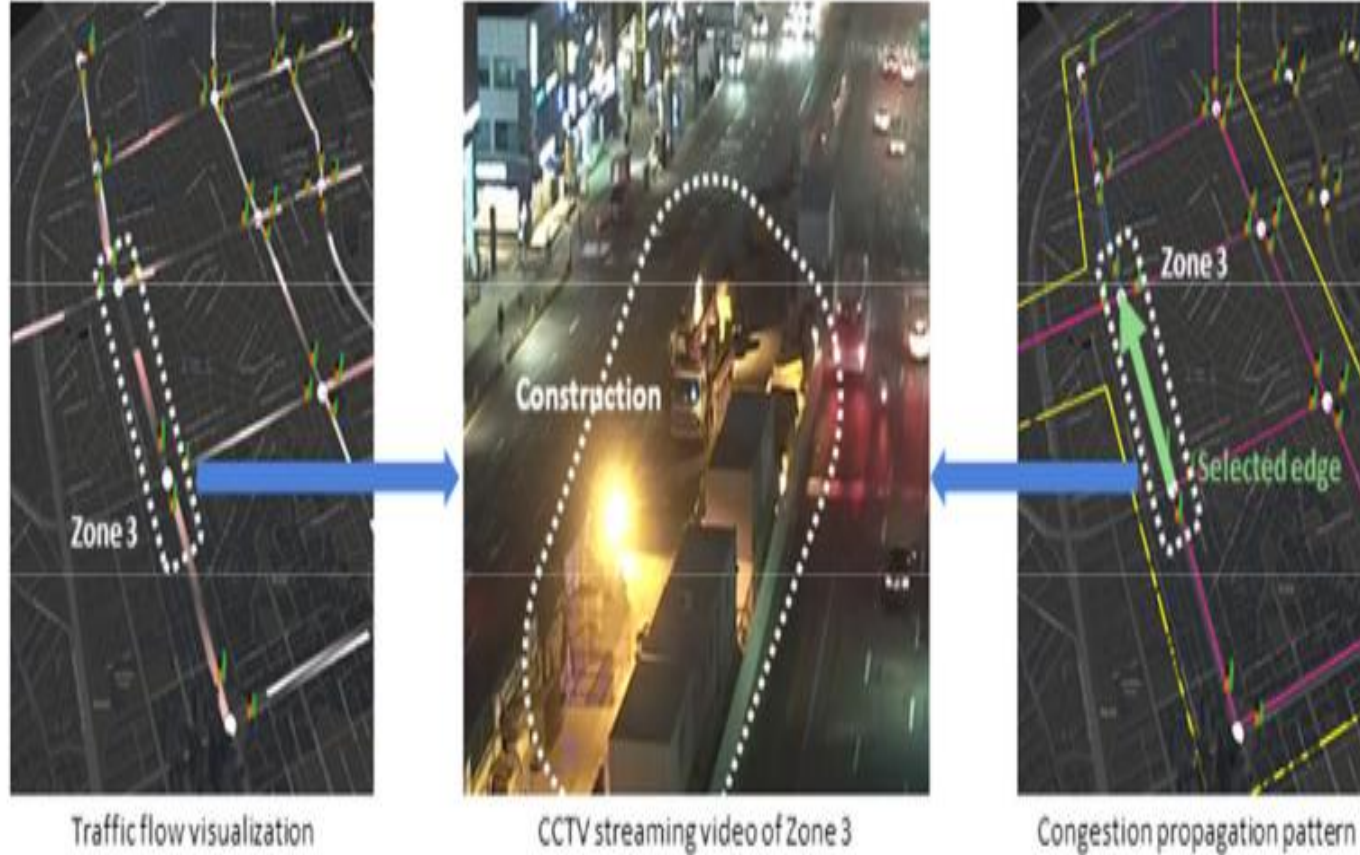 Zone 3
Construction
Zone 3
Selected edge
Traffic flow visualization
CCTV streaming video of Zone 3
Congestion propagation pattern